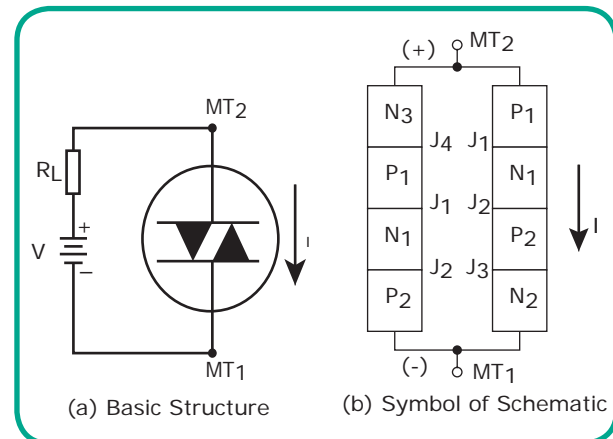 MT2
RL
+
V
−
I
MT1
(a) Basic Structure
(+) MT2
N3 P1
J4 J1
P1 N1
J1 J2
N1 P2
I
J2 J3
P2 N2
(-) MT1
(b) Symbol of Schematic